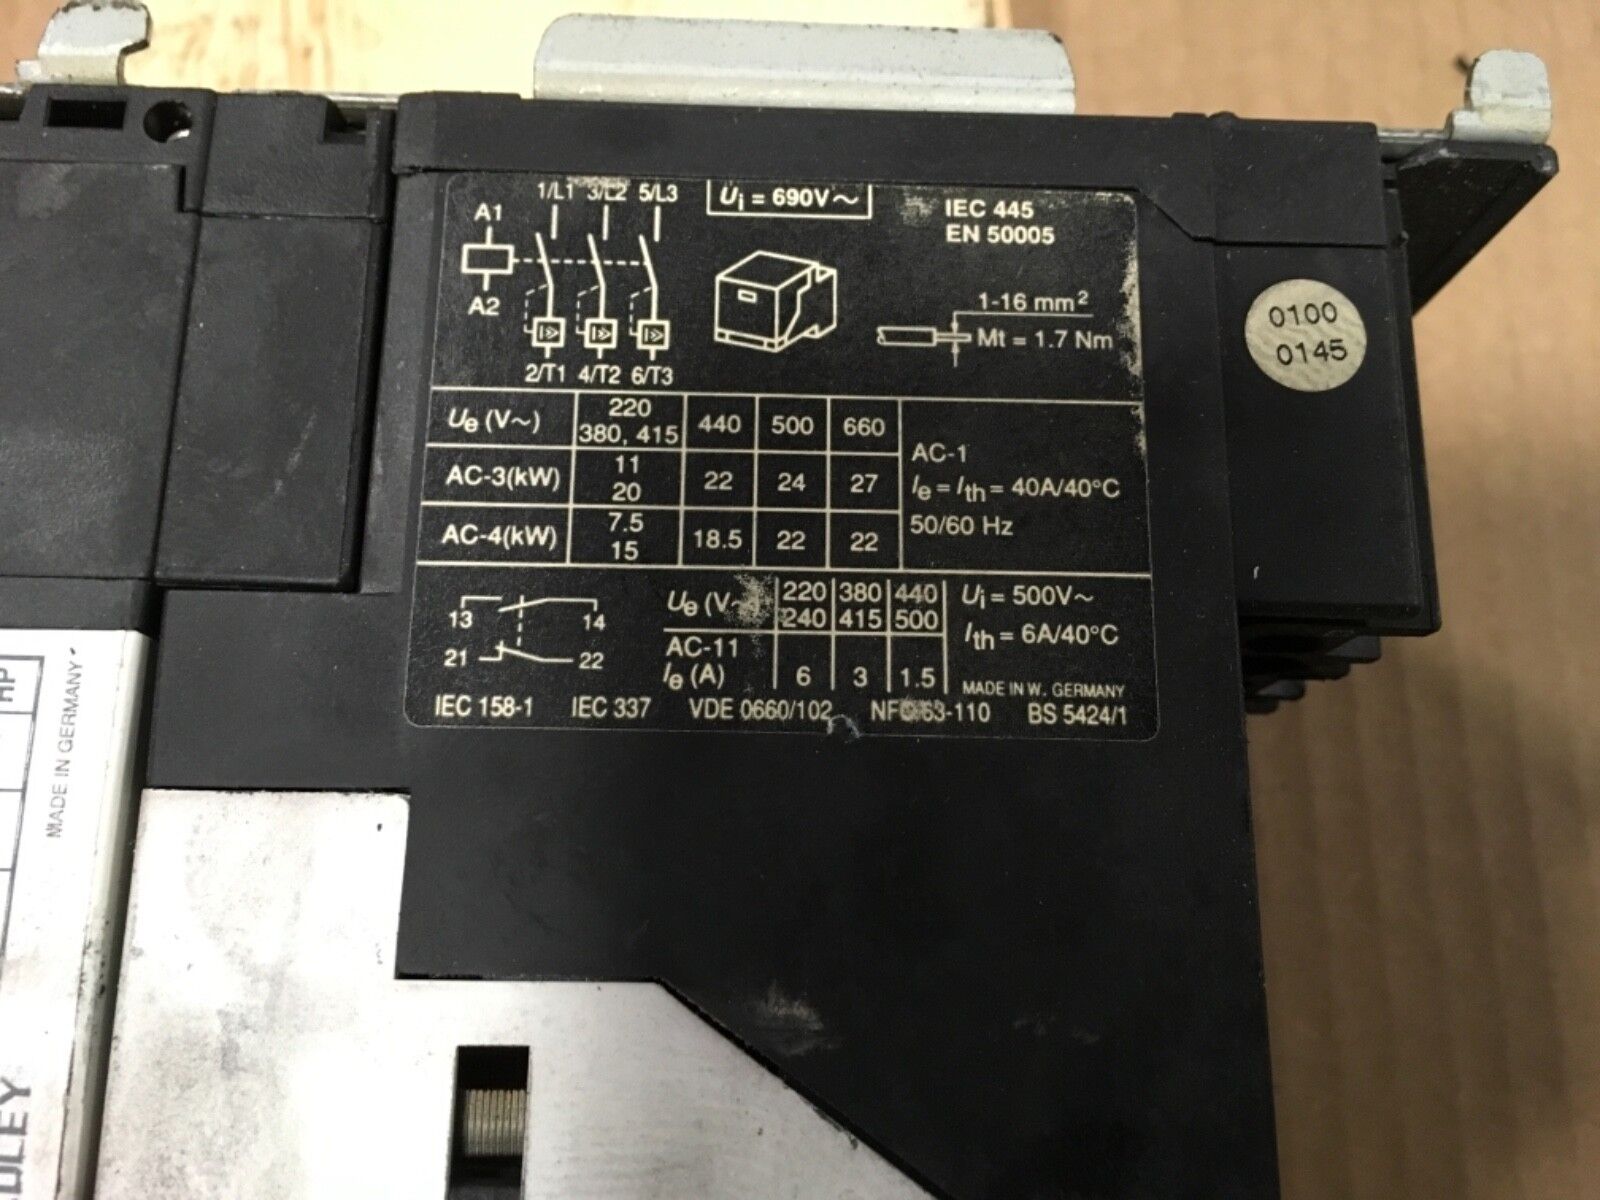 1/L1 3/L2 5/L3
A1
A2
2/T1 4/T2 6/T3
Ui = 690V~
IEC 445
EN 50005
1-16 mm²
Mt = 1.7 Nm
0100
0145
Ue (V~) 220 380, 415 440 500 660
AC-3(kW) 11 20 22 24 27
AC-4(kW) 7.5 15 18.5 22 22
AC-1
Ie = Ith = 40A/40°C
50/60 Hz
13 14
21 22
Ue (V~) 220 240 380 415 440 500
AC-11
Ie (A) 6 3 1.5
Ui = 500V~
Ith = 6A/40°C
MADE IN W. GERMANY
IEC 158-1 IEC 337 VDE 0660/102 63-110 BS 5424/1
HP
MADE IN GERMANY